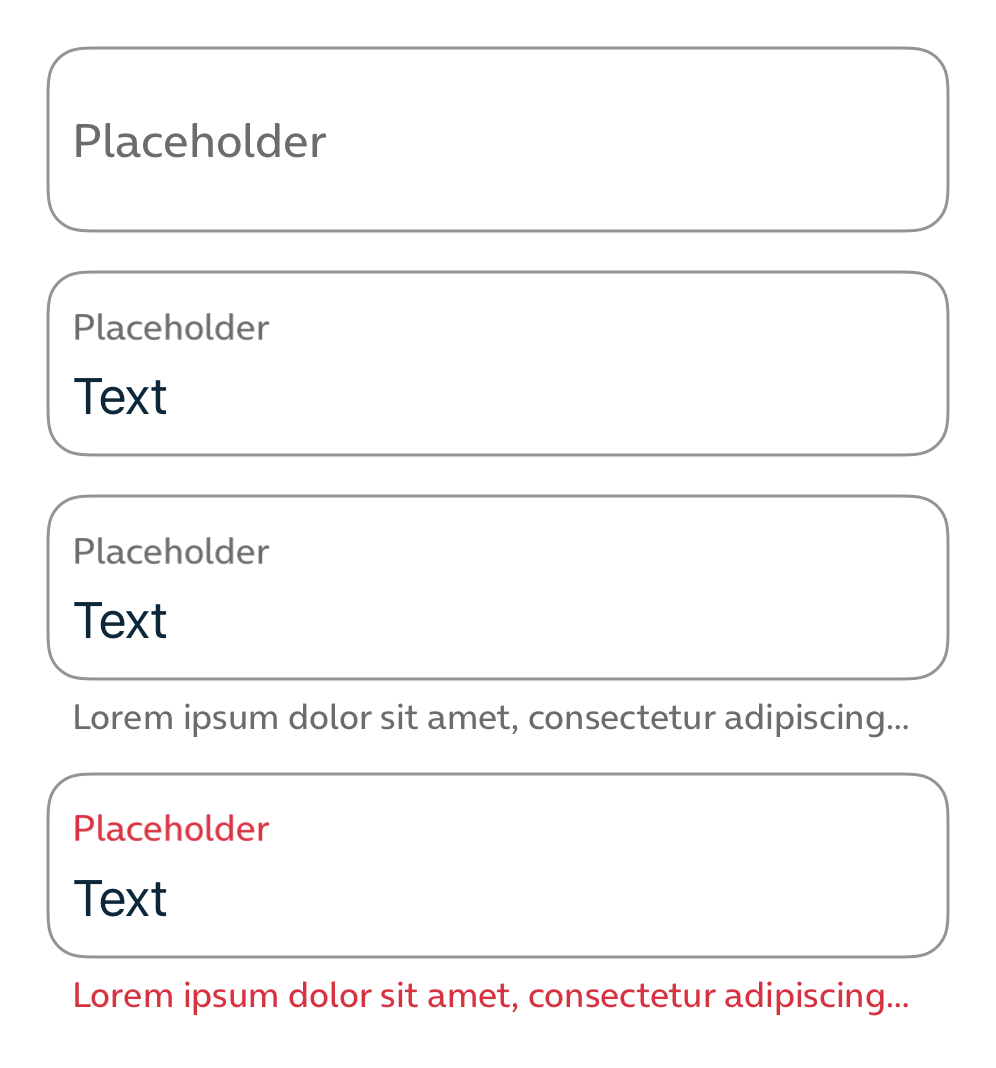 Placeholder
Placeholder
Text
Placeholder
Text
Lorem ipsum dolor sit amet, consectetur adipiscing...
Placeholder
Text
Lorem ipsum dolor sit amet, consectetur adipiscing...